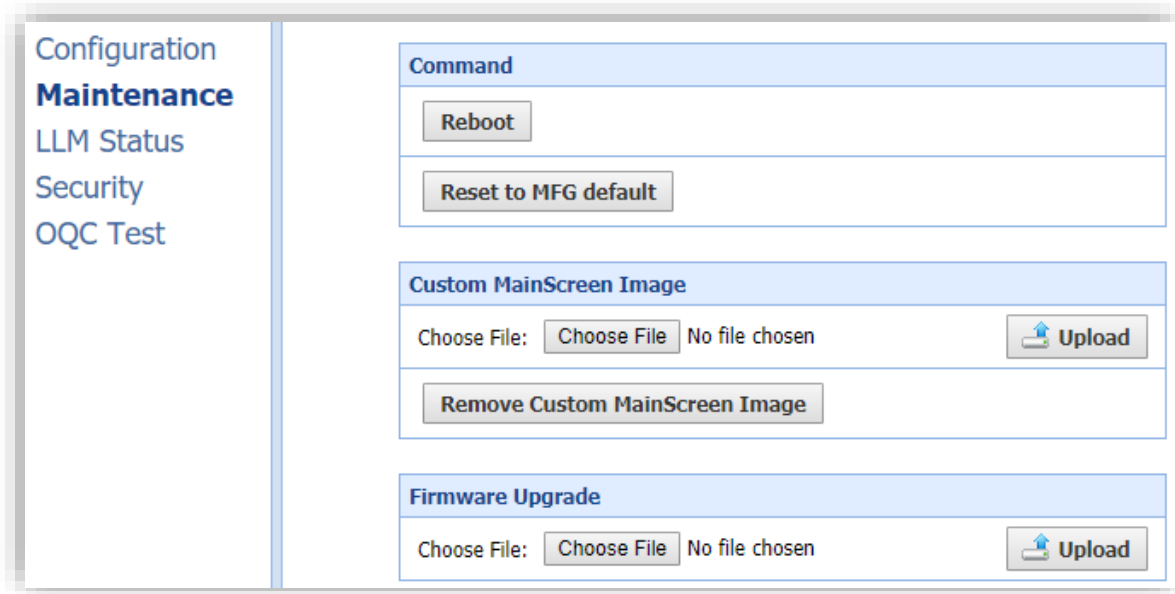 Configuration
Maintenance
LLM Status
Security
OQC Test
Command
Reboot
Reset to MFG default
Custom MainScreen Image
Choose File: Choose File No file chosen Upload
Remove Custom MainScreen Image
Firmware Upgrade
Choose File: Choose File No file chosen Upload